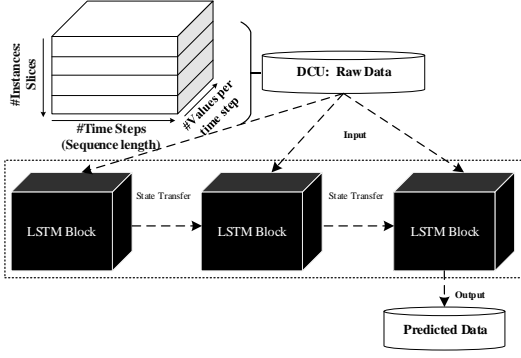 #Instances:
Slices
DCU: Raw Data
#Values per
time step
#Time Steps
(Sequence length)
Input
State Transfer
State Transfer
LSTM Block
LSTM Block
LSTM Block
Output
Predicted Data